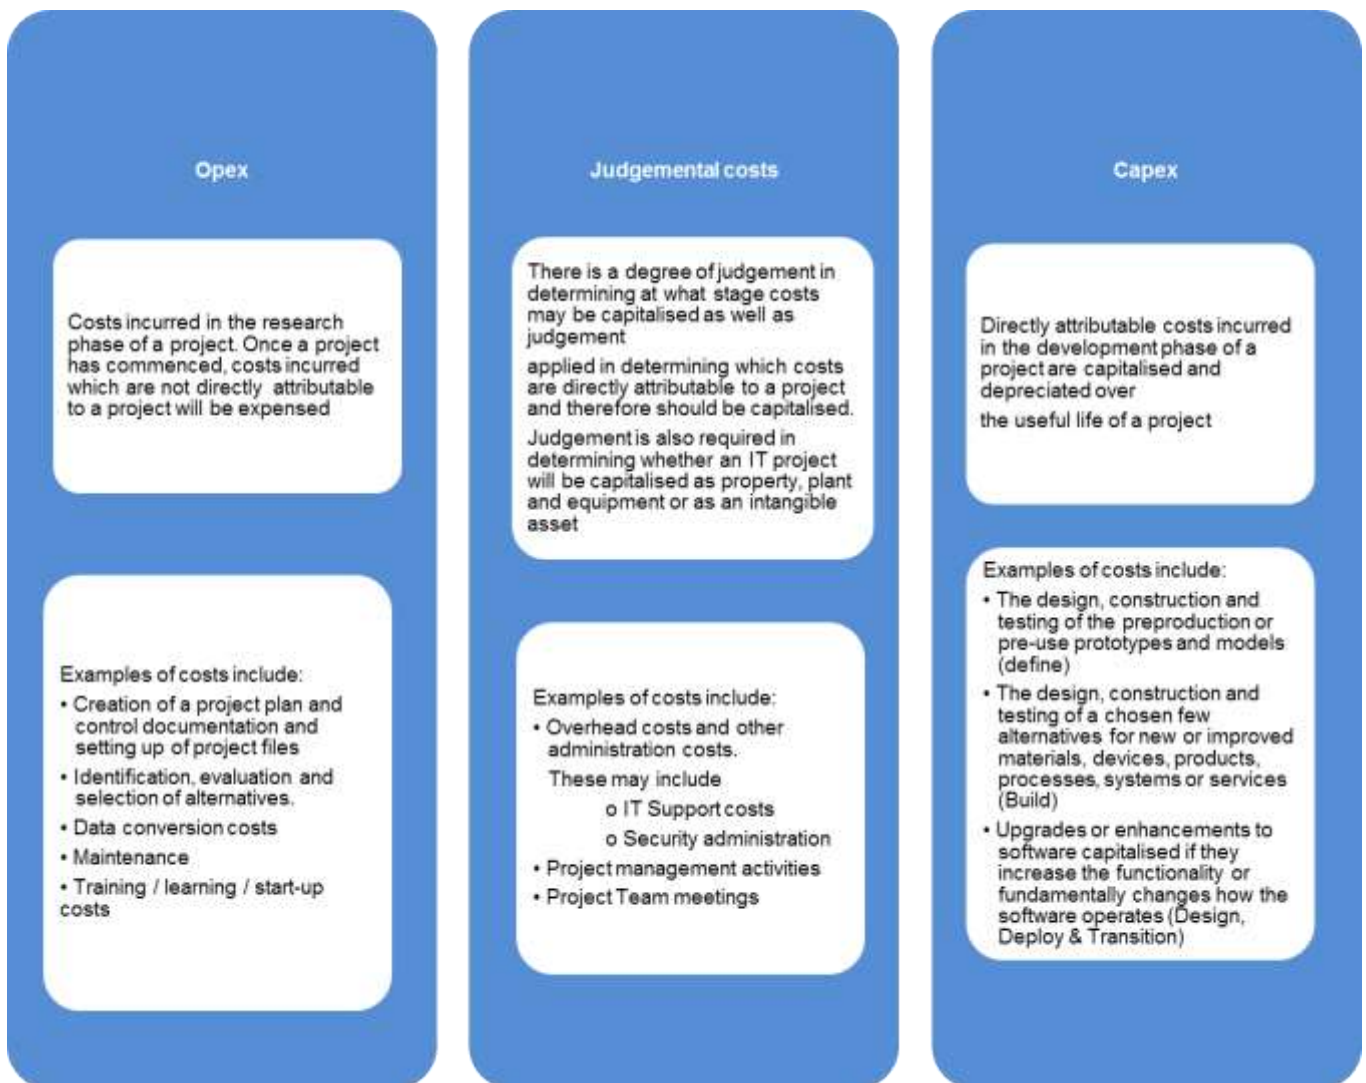 Opex
Costs incurred in the research
phase of a project. Once a project
has commenced, costs incurred
which are not directly attributable
to a project will be expensed
Examples of costs include:
• Creation of a project plan and
control documentation and
setting up of project files
• Identification, evaluation and
selection of alternatives.
• Data conversion costs
• Maintenance
• Training / learning / start-up
costs
Judgemental costs
There is a degree of judgement in
determining at what stage costs
may be capitalised as well as
judgement
applied in determining which costs
are directly attributable to a project
and therefore should be capitalised.
Judgement is also required in
determining whether an IT project
will be capitalised as property, plant
and equipment or as an intangible
asset
Examples of costs include:
• Overhead costs and other
administration costs.
These may include
o IT Support costs
o Security administration
• Project management activities
• Project Team meetings
Capex
Directly attributable costs incurred
in the development phase of a
project are capitalised and
depreciated over
the useful life of a project
Examples of costs include:
• The design, construction and
testing of the preproduction or
pre-use prototypes and models
(define)
• The design, construction and
testing of a chosen few
alternatives for new or improved
materials, devices, products,
processes, systems or services
(Build)
• Upgrades or enhancements to
software capitalised if they
increase the functionality or
fundamentally changes how the
software operates (Design,
Deploy & Transition)